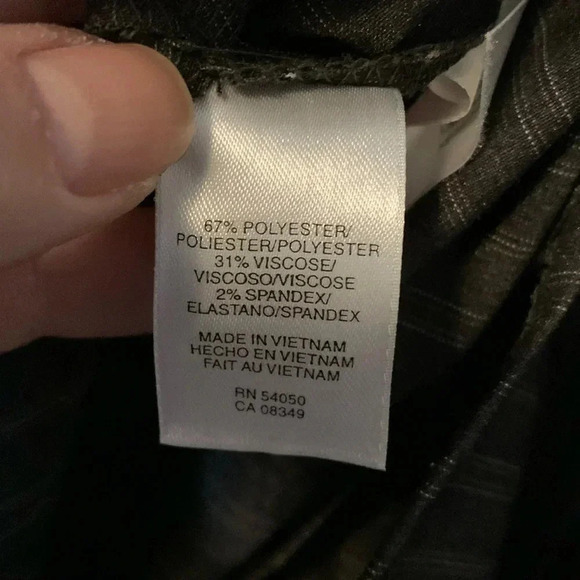 67% POLYESTER/
POLIESTER/POLYESTER
31% VISCOSE/
VISCOSO/VISCOSE
2% SPANDEX/
ELASTANO/SPANDEX
MADE IN VIETNAM
HECHO EN VIETNAM
FAIT AU VIETNAM
RN 54050
CA 08349